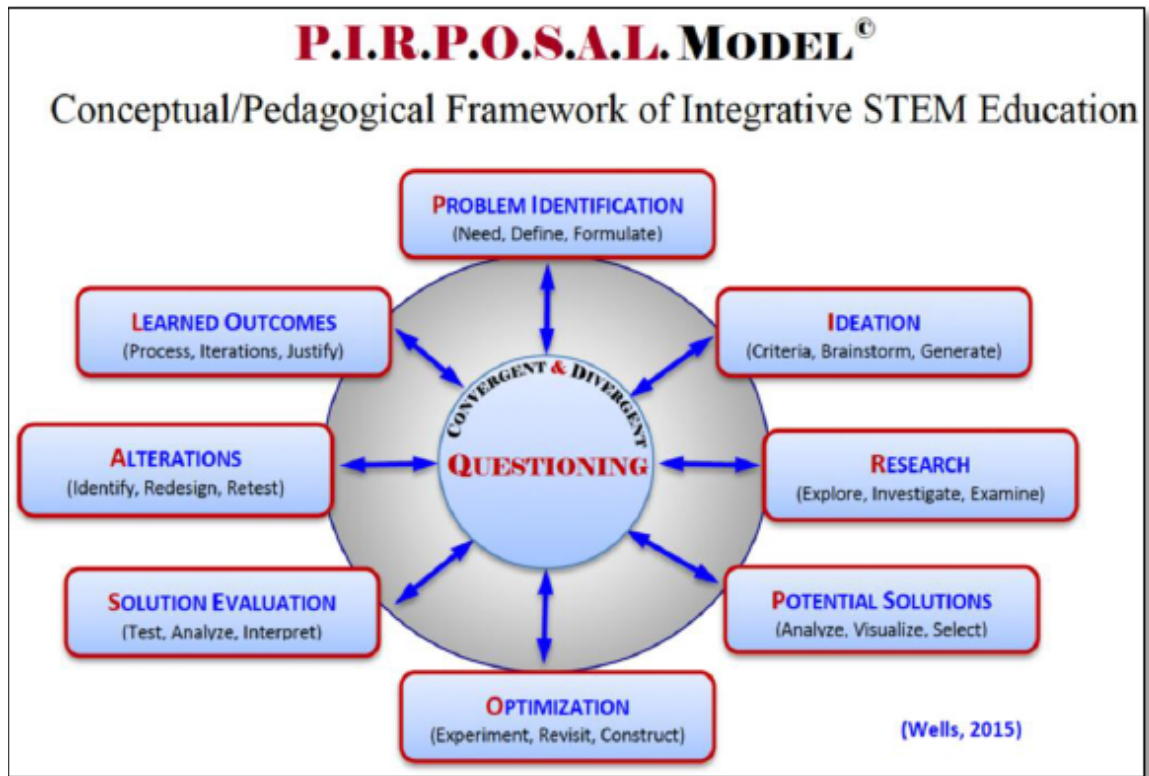 P.I.R.P.O.S.A.L. MODEL©
Conceptual/Pedagogical Framework of Integrative STEM Education
PROBLEM IDENTIFICATION
(Need, Define, Formulate)
IDEATION
(Criteria, Brainstorm, Generate)
RESEARCH
(Explore, Investigate, Examine)
POTENTIAL SOLUTIONS
(Analyze, Visualize, Select)
OPTIMIZATION
(Experiment, Revisit, Construct)
SOLUTION EVALUATION
(Test, Analyze, Interpret)
ALTERATIONS
(Identify, Redesign, Retest)
LEARNED OUTCOMES
(Process, Iterations, Justify)
CONVERGENT & DIVERGENT
QUESTIONING
(Wells, 2015)